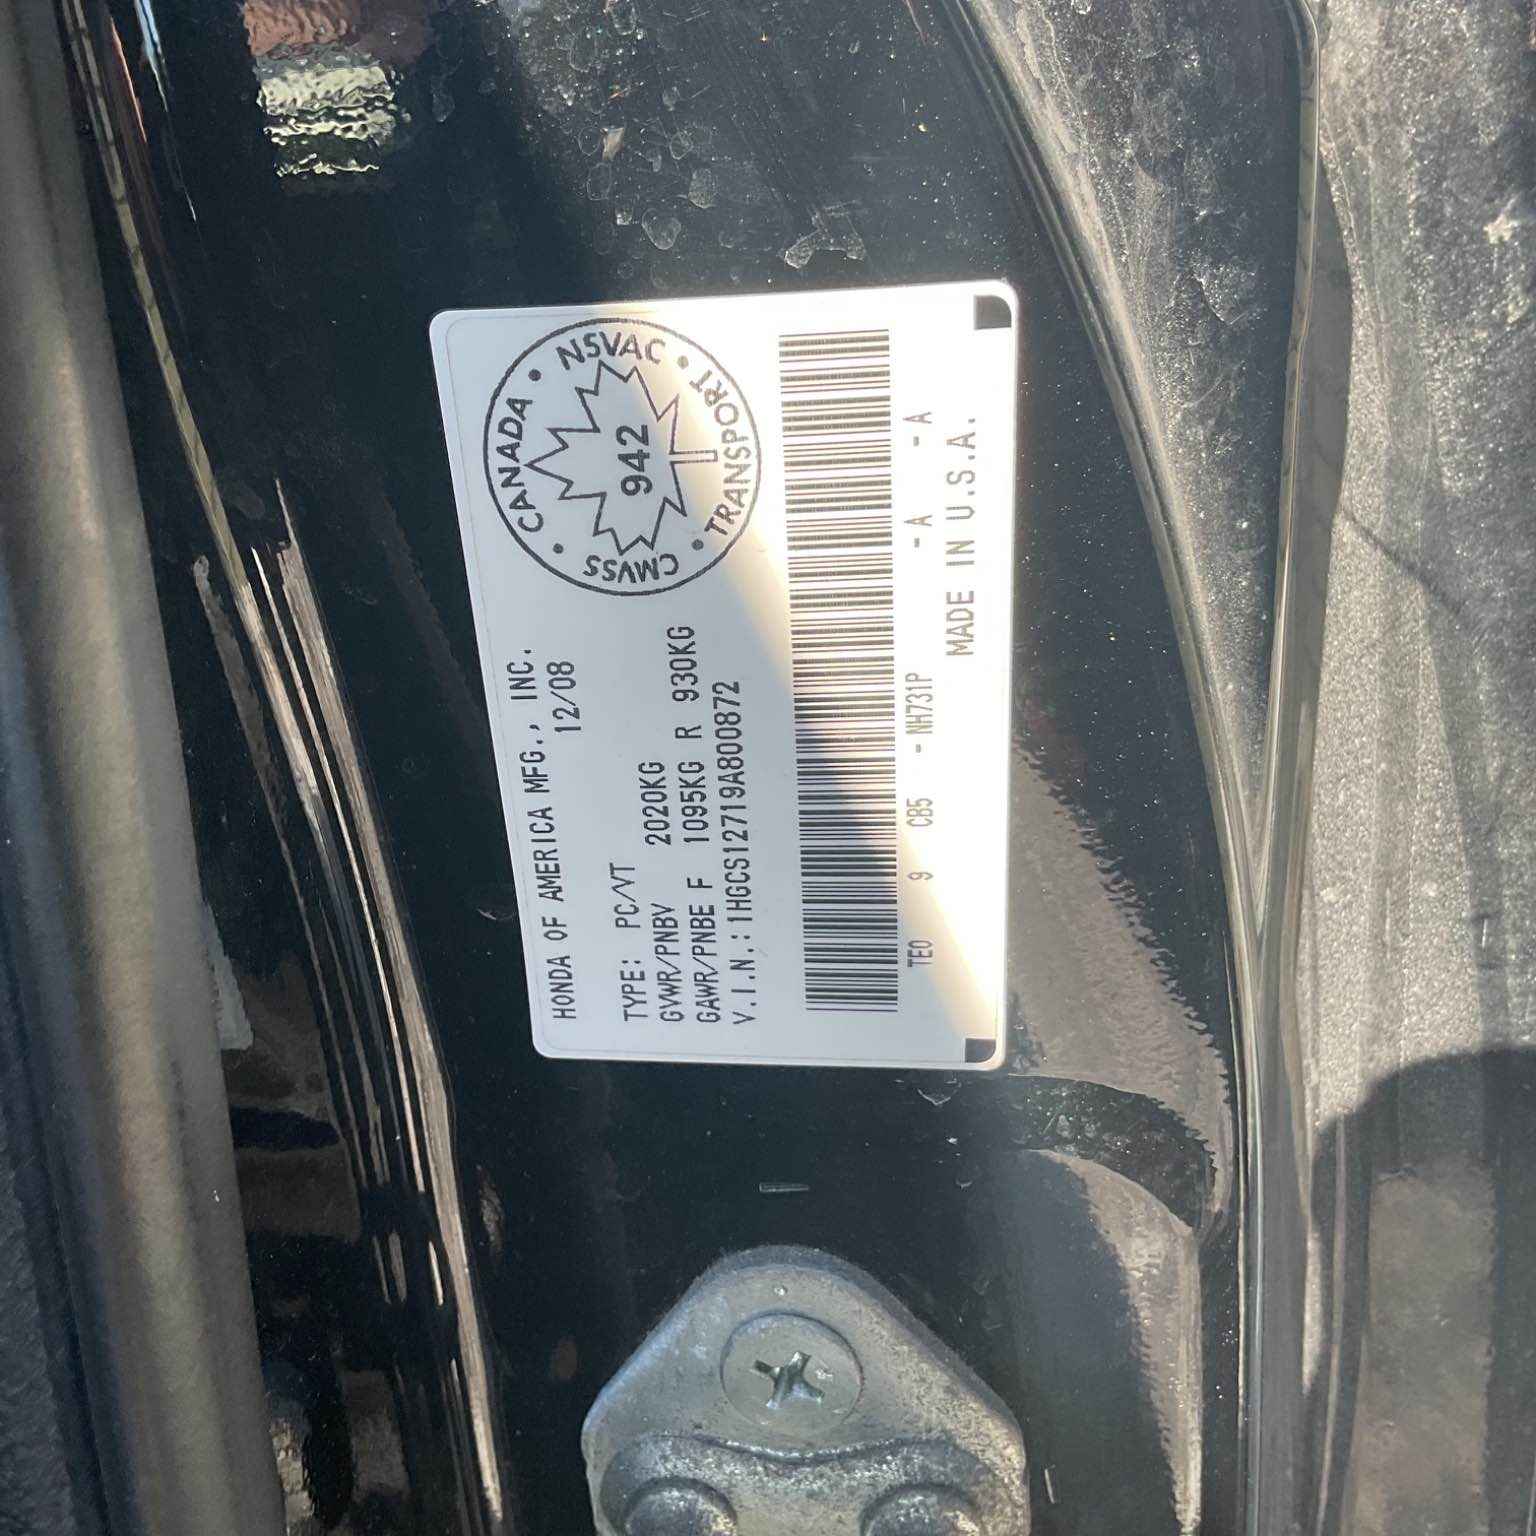 HONDA OF AMERICA MFG., INC.
12/08
TYPE: PC/VT
GVWR/PNBV 2020KG
GAWR/PNBE F 1095KG R 930KG
V.I.N.: 1HGCS12719A800872
CANADA • NSVAC • TRANSPORT • CMVSS •
942
TE0 9 CB5 - NH731P - A - A
MADE IN U.S.A.